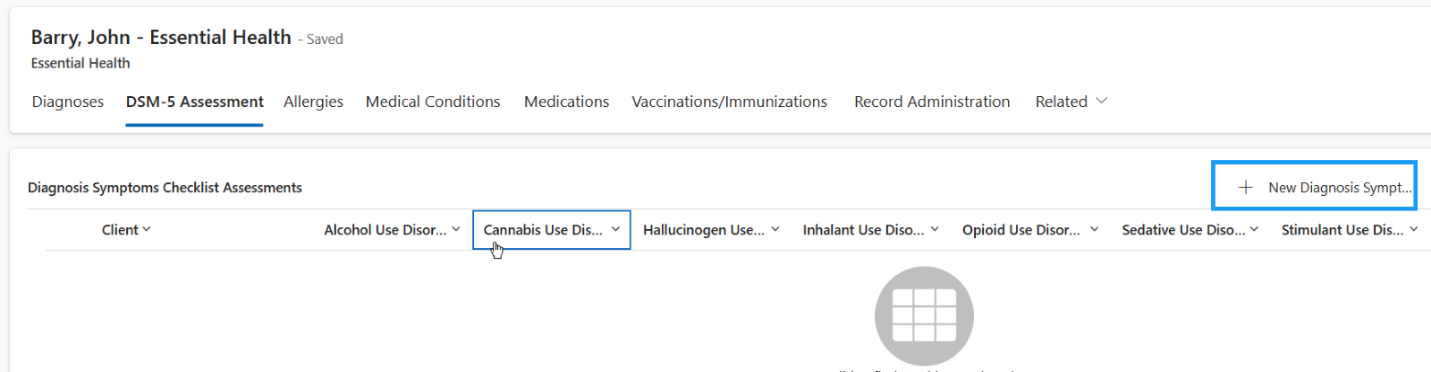 Barry, John - Essential Health - Saved
Essential Health
Diagnoses DSM-5 Assessment Allergies Medical Conditions Medications Vaccinations/Immunizations Record Administration Related
Diagnosis Symptoms Checklist Assessments
+ New Diagnosis Sympt...
Client Alcohol Use Disor... Cannabis Use Dis... Hallucinogen Use... Inhalant Use Diso... Opioid Use Disor... Sedative Use Diso... Stimulant Use Dis...